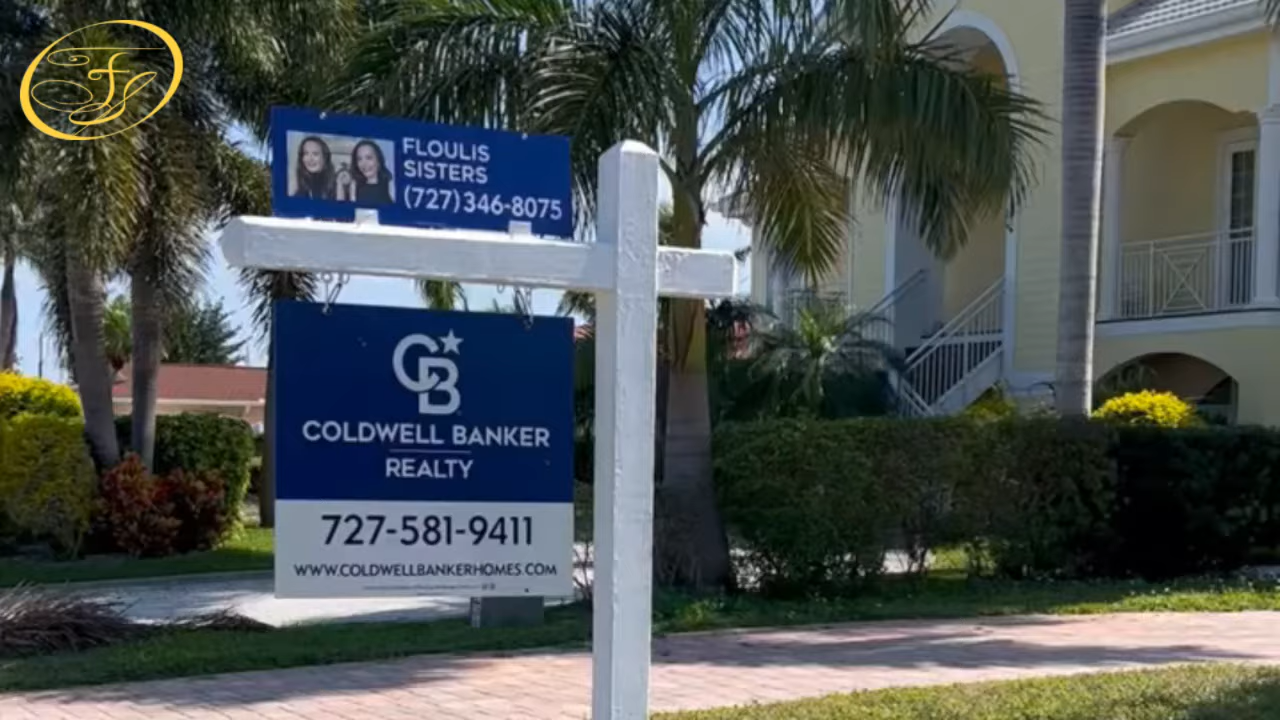 FLOULIS
SISTERS
(727)346-8075
CB
COLDWELL BANKER
REALTY
727-581-9411
WWW.COLDWELLBANKERHOMES.COM